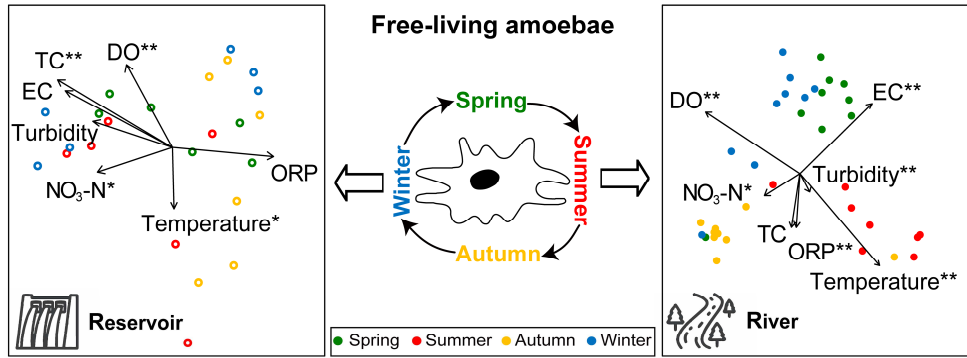 Free-living amoebae
DO**
TC**
EC
Turbidity
NO₃-N*
ORP
Temperature*
Reservoir
Spring
Summer
Autumn
Winter
DO**
EC**
Turbidity**
NO₃-N*
TC
ORP**
Temperature**
River
Spring Summer Autumn Winter